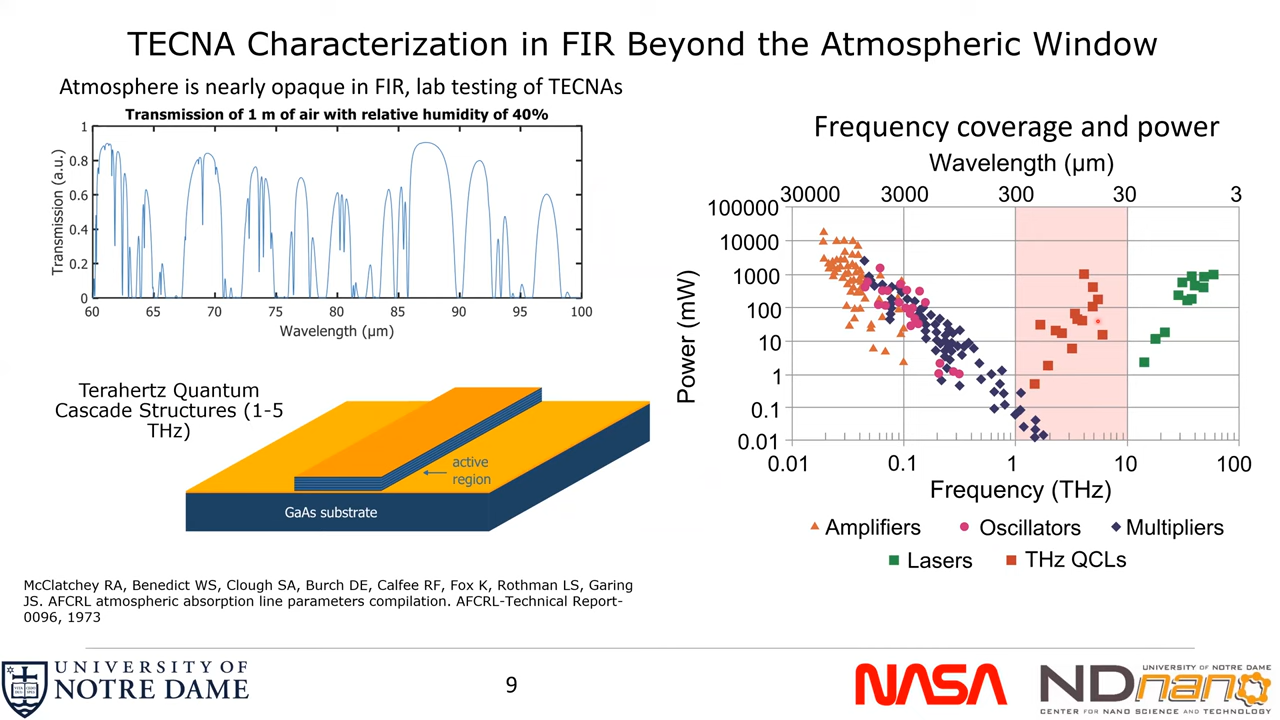 TECNA Characterization in FIR Beyond the Atmospheric Window
Atmosphere is nearly opaque in FIR, lab testing of TECNAs
Transmission of 1 m of air with relative humidity of 40%
Transmission (a.u.)
1
0.8
0.6
0.4
0.2
0
60 65 70 75 80 85 90 95 100
Wavelength (µm)
Terahertz Quantum
Cascade Structures (1-5
THz)
active
region
GaAs substrate
McClatchey RA, Benedict WS, Clough SA, Burch DE, Calfee RF, Fox K, Rothman LS, Garing
JS. AFCRL atmospheric absorption line parameters compilation. AFCRL-Technical Report-
0096, 1973
Frequency coverage and power
Wavelength (µm)
30000 3000 300 30 3
Power (mW)
100000
10000
1000
100
10
1
0.1
0.01
0.01 0.1 1 10 100
Frequency (THz)
Amplifiers Oscillators Multipliers
Lasers THz QCLs
UNIVERSITY OF
NOTRE DAME
9
NASA
UNIVERSITY OF NOTRE DAME
NDnano
CENTER FOR NANO SCIENCE AND TECHNOLOGY